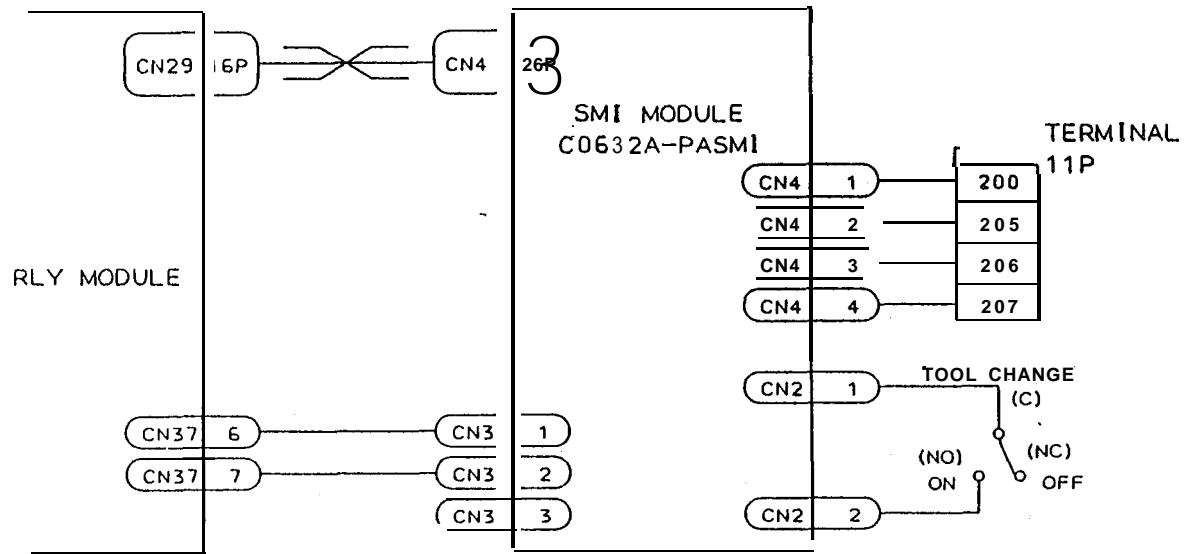 CN29 16P
CN4 26P
SMI MODULE
C0632A-PASMI
TERMINAL
11P
CN4 1 200
CN4 2 205
CN4 3 206
CN4 4 207
RLY MODULE
TOOL CHANGE
CN2 1
(C)
CN37 6
CN3 1
(NO)
(NC)
CN37 7
CN3 2
ON
OFF
CN3 3
CN2 2